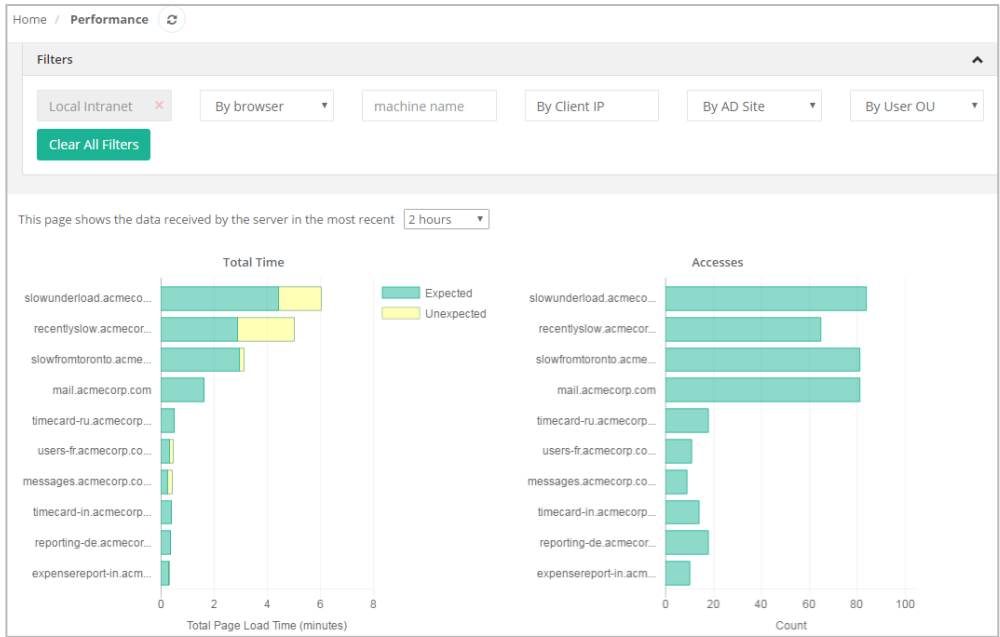 Home / Performance
Filters
Local Intranet × By browser machine name By Client IP By AD Site By User OU
Clear All Filters
This page shows the data received by the server in the most recent 2 hours
Total Time
Expected
Unexpected
slowunderload.acmeco...
recentlyslow.acmecor...
slowfromtoronto.acme...
mail.acmecorp.com
timecard-ru.acmecorp...
users-fr.acmecorp.co...
messages.acmecorp.co...
timecard-in.acmecorp...
reporting-de.acmecor...
expensereport-in.acm...
0 2 4 6 8
Total Page Load Time (minutes)
Accesses
slowunderload.acmeco...
recentlyslow.acmecor...
slowfromtoronto.acme...
mail.acmecorp.com
timecard-ru.acmecorp...
users-fr.acmecorp.co...
messages.acmecorp.co...
timecard-in.acmecorp...
reporting-de.acmecor...
expensereport-in.acm...
0 20 40 60 80 100
Count